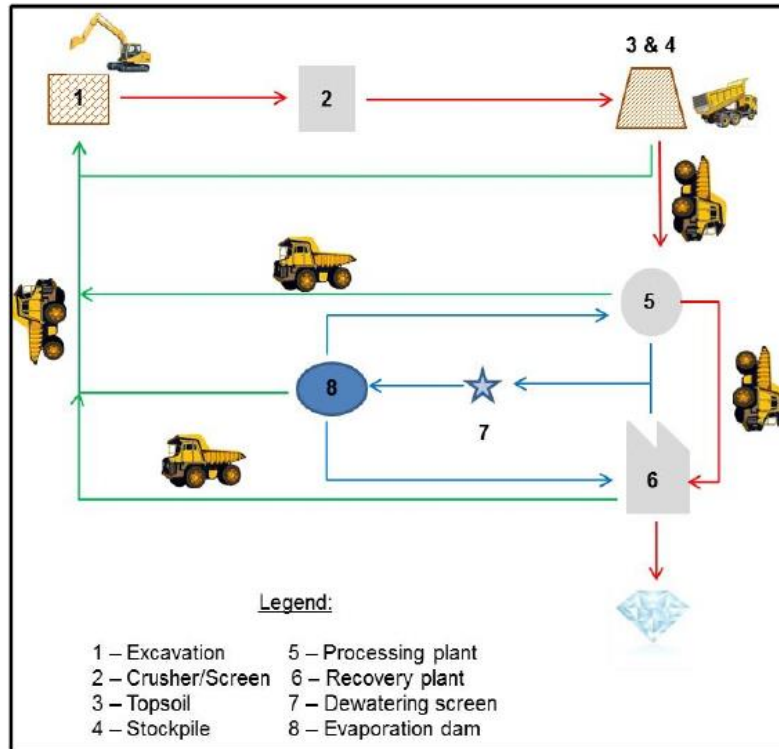 3 & 4
1
2
5
8
7
6
Legend:
1 – Excavation 5 – Processing plant
2 – Crusher/Screen 6 – Recovery plant
3 – Topsoil 7 – Dewatering screen
4 – Stockpile 8 – Evaporation dam